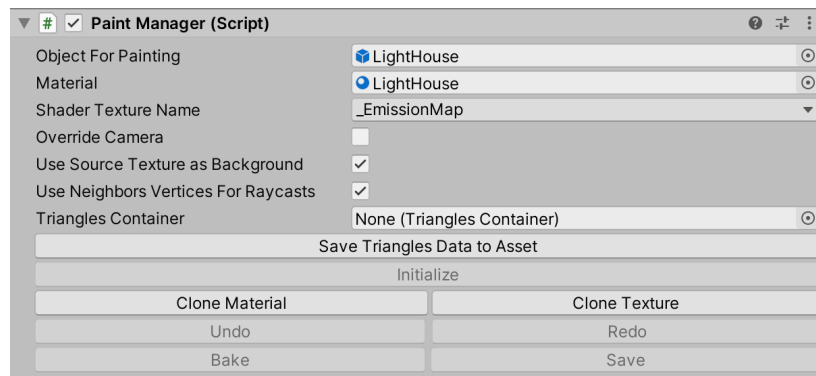 Paint Manager (Script)
Object For Painting LightHouse
Material LightHouse
Shader Texture Name _EmissionMap
Override Camera
Use Source Texture as Background
Use Neighbors Vertices For Raycasts
Triangles Container None (Triangles Container)
Save Triangles Data to Asset
Initialize
Clone Material Clone Texture
Undo Redo
Bake Save